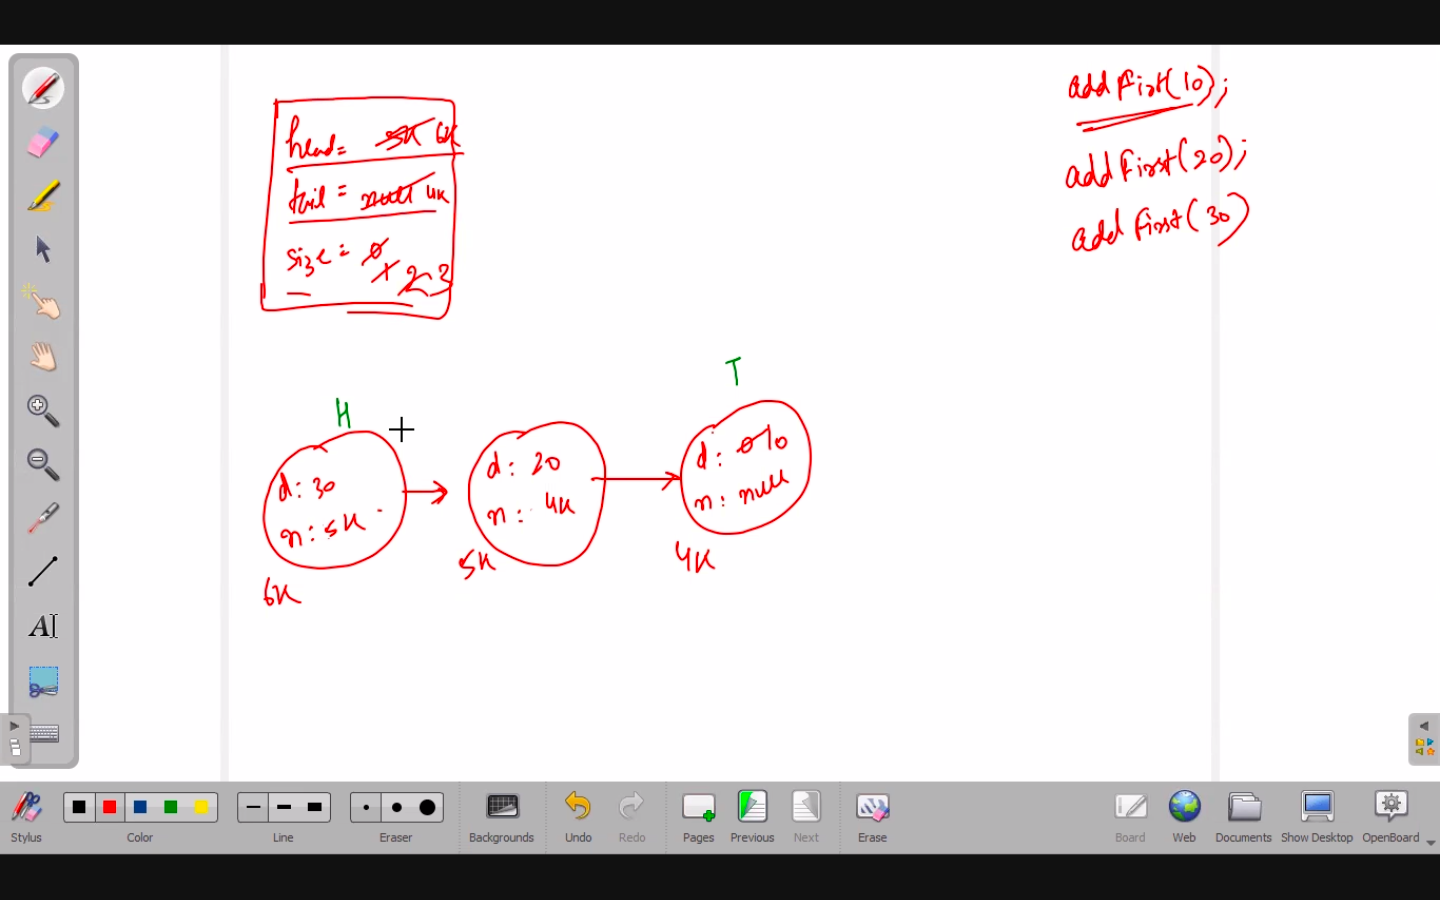 head= 5K 6K
tail = null 4K
size = 0
1 2 3
addFirst(10);
addFirst(20);
addFirst(30)
H
T
d: 30
n: 5K
6K
d: 20
n: 4K
5K
d: 0 10
n: null
4K
A
Stylus
Color
Line
Eraser
Backgrounds
Undo
Redo
Pages
Previous
Next
Erase
Board
Web
Documents
Show Desktop
OpenBoard